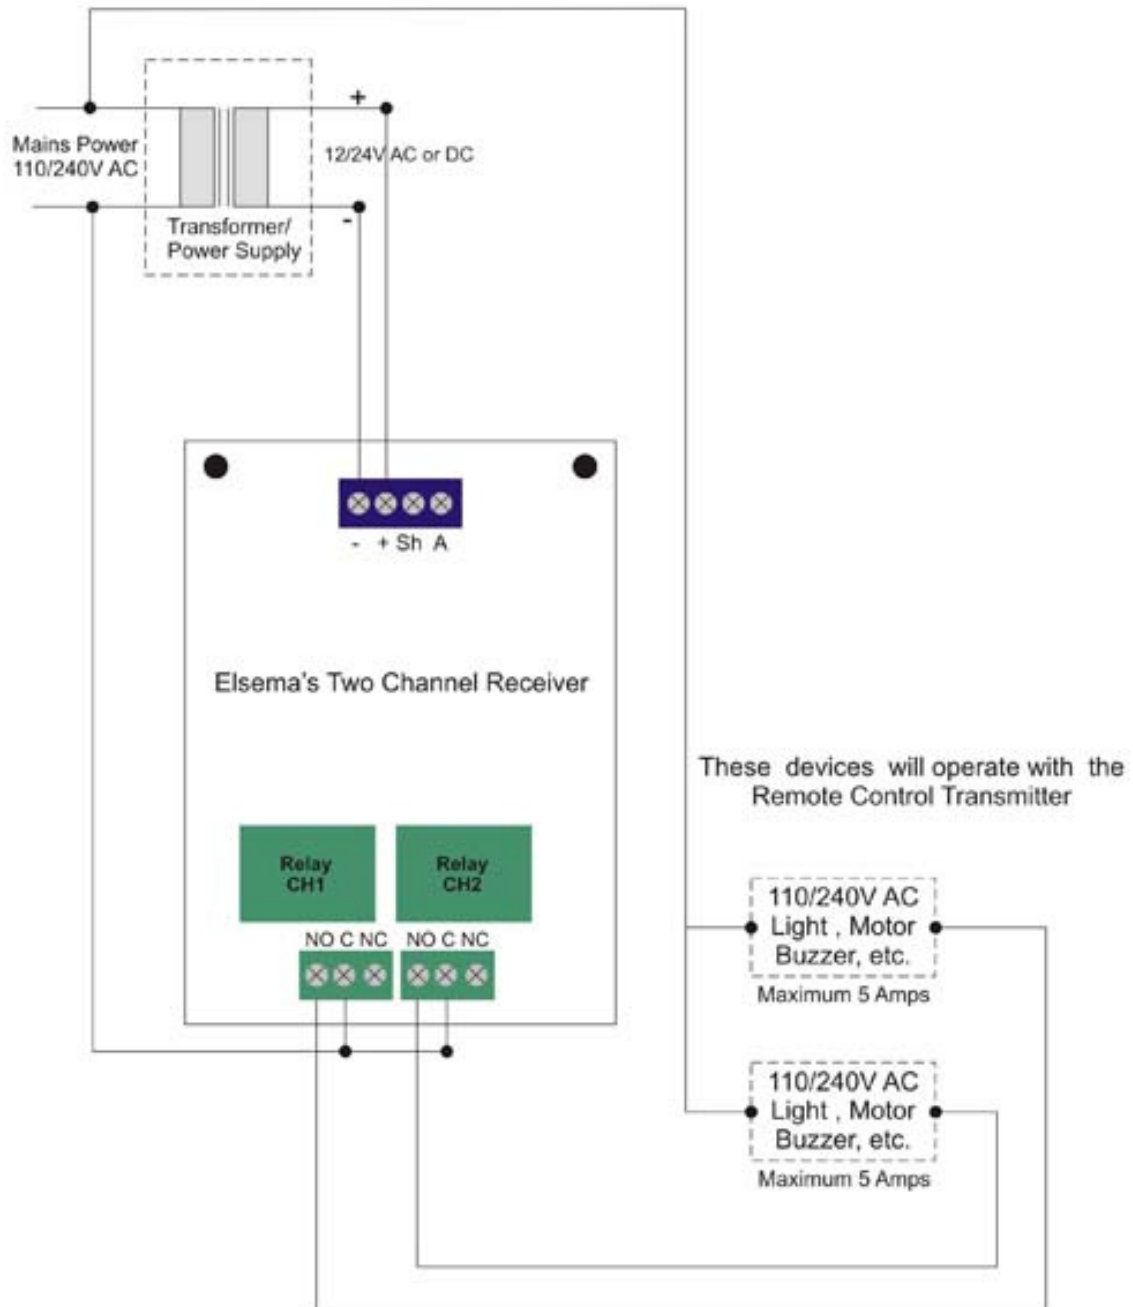 +
Mains Power
110/240V AC
12/24V AC or DC
-
Transformer/
Power Supply
- + Sh A
Elsema's Two Channel Receiver
These devices will operate with the
Remote Control Transmitter
Relay
CH1
Relay
CH2
NO C NC
NO C NC
110/240V AC
Light , Motor
Buzzer, etc.
Maximum 5 Amps
110/240V AC
Light , Motor
Buzzer, etc.
Maximum 5 Amps